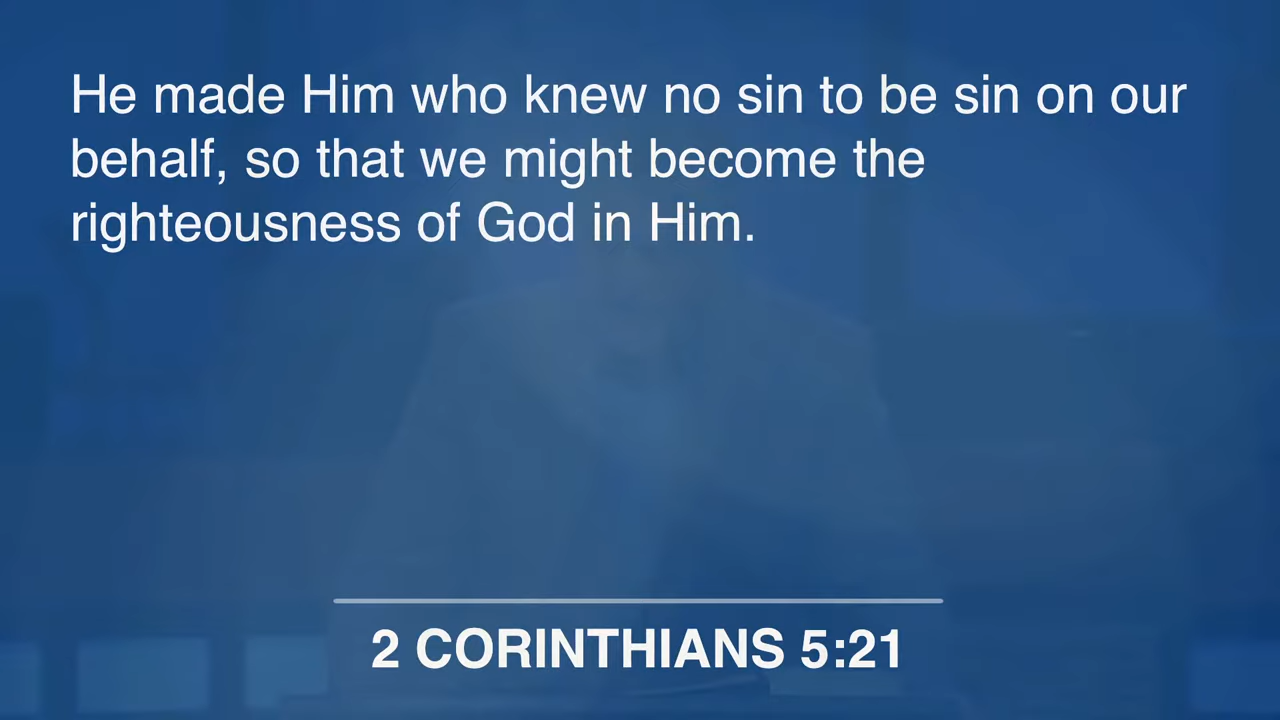 He made Him who knew no sin to be sin on our
behalf, so that we might become the
righteousness of God in Him.
2 CORINTHIANS 5:21